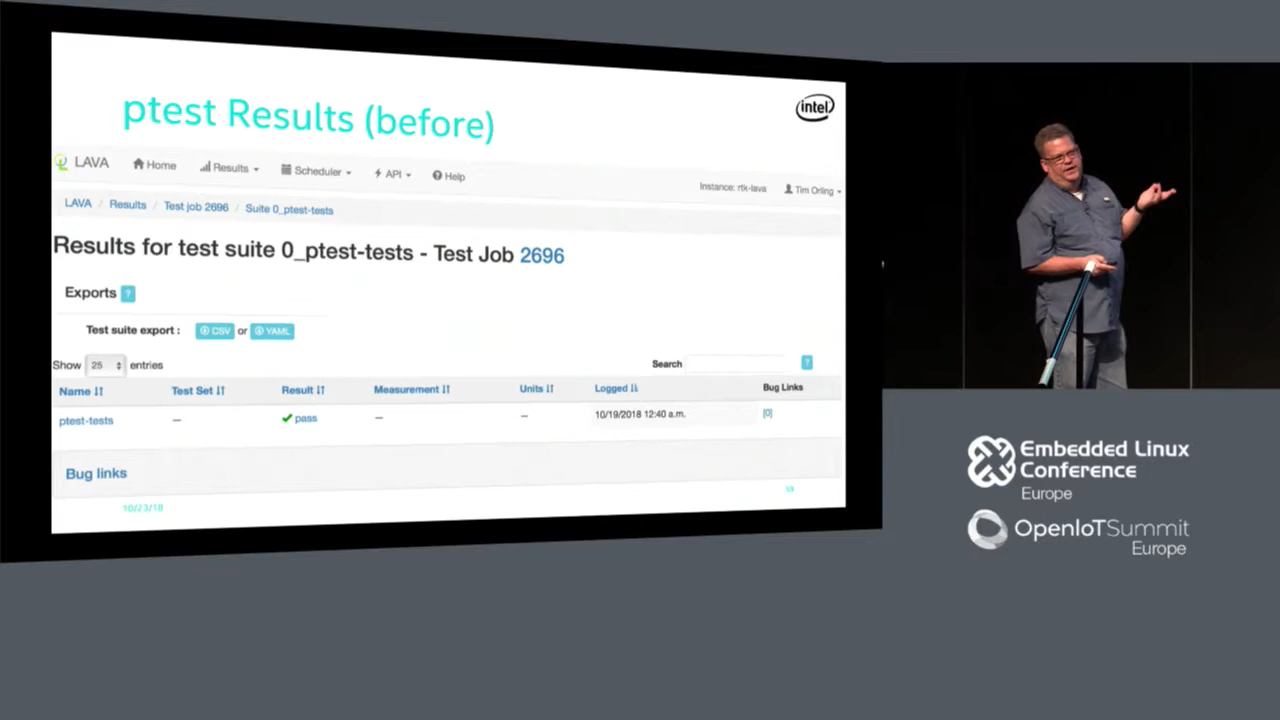 ptest Results (before)
intel
LAVA Home Results Scheduler API Help
Instance: rtk-lava Tim Orling
LAVA / Results / Test job 2696 / Suite 0_ptest-tests
Results for test suite 0_ptest-tests - Test Job 2696
Exports ?
Test suite export : CSV or YAML
Show 25 entries
Search ?
Name Test Set Result Measurement Units Logged Bug Links
ptest-tests — pass — — 10/19/2018 12:40 a.m. [0]
Bug links
10/23/18
Embedded Linux
Conference
Europe
OpenIoTSummit
Europe